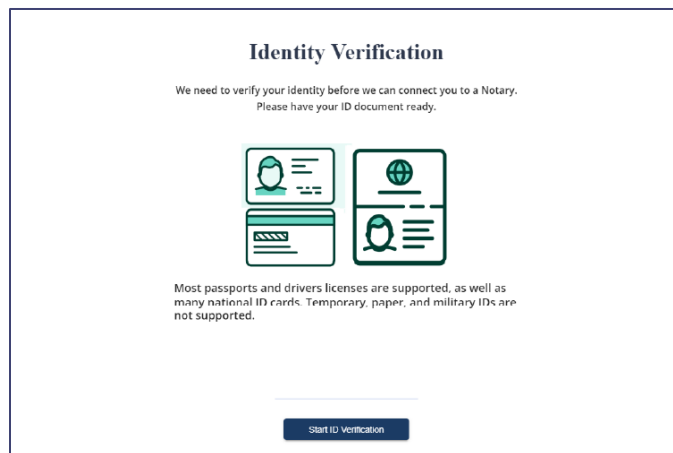 Identity Verification
We need to verify your identity before we can connect you to a Notary.
Please have your ID document ready.
Most passports and drivers licenses are supported, as well as
many national ID cards. Temporary, paper, and military IDs are
not supported.
Start ID Verification